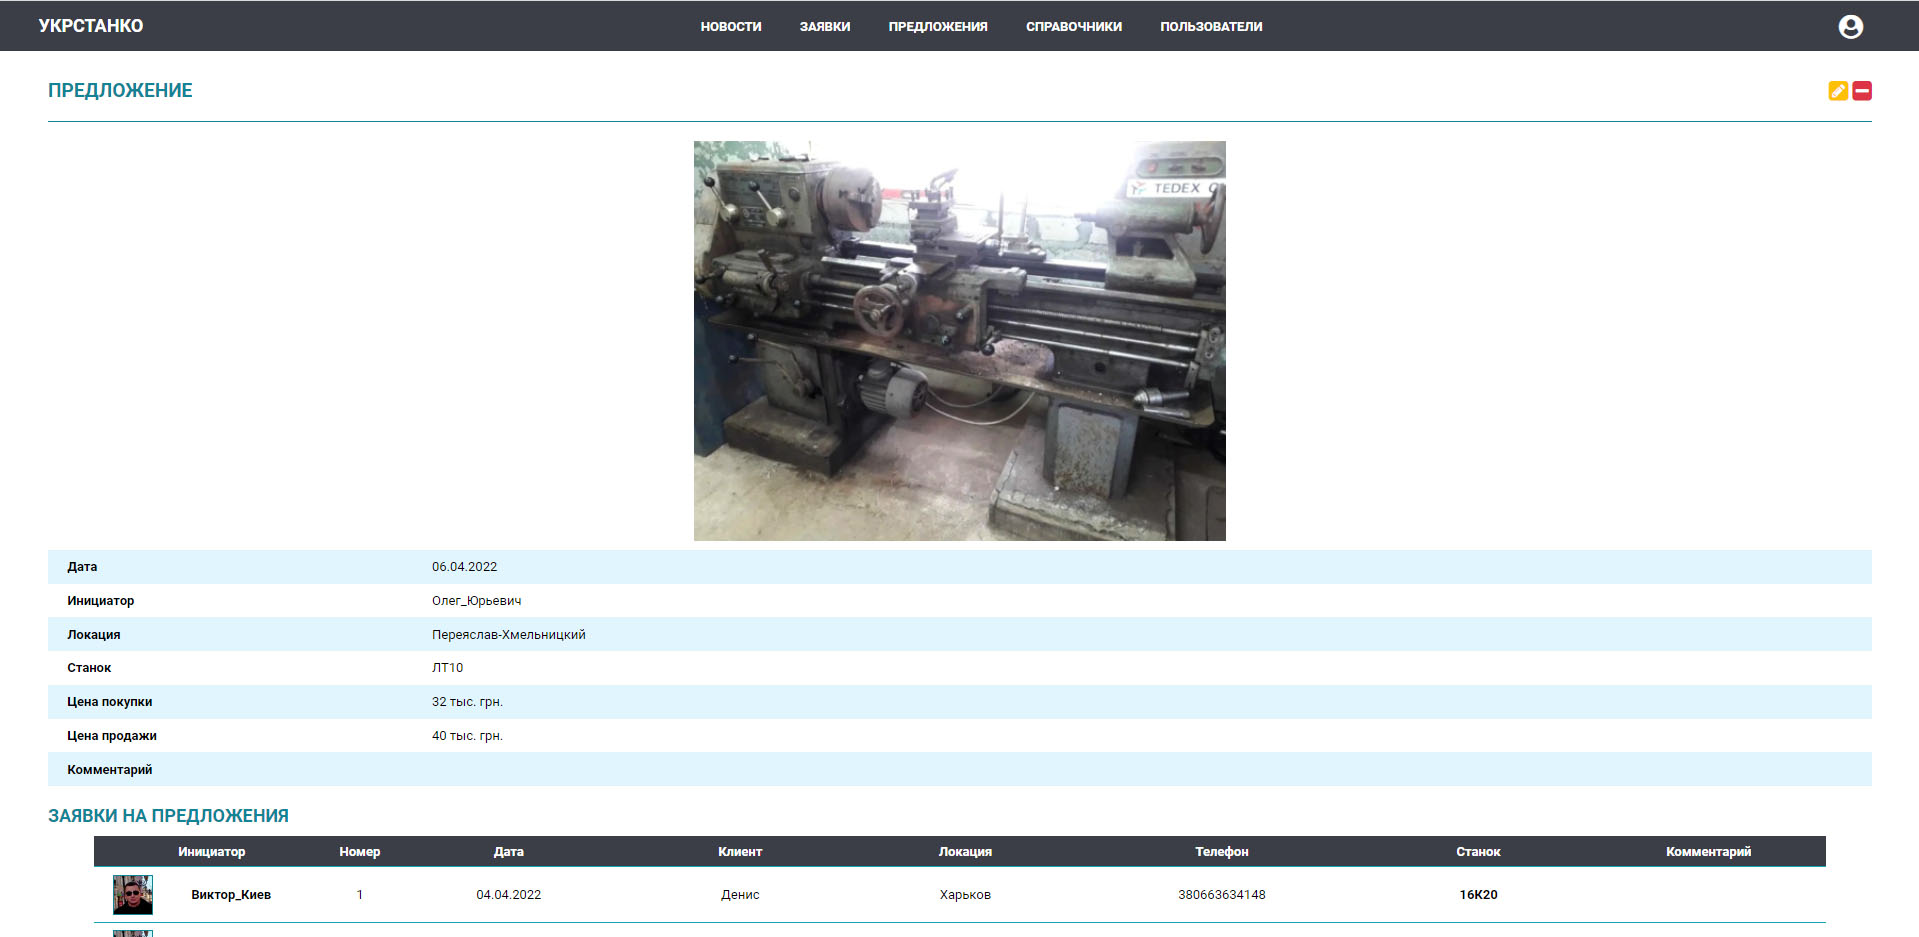 УКРСТАНКО НОВОСТИ ЗАЯВКИ ПРЕДЛОЖЕНИЯ СПРАВОЧНИКИ ПОЛЬЗОВАТЕЛИ
ПРЕДЛОЖЕНИЕ
TEDEX
Дата 06.04.2022
Инициатор Олег_Юрьевич
Локация Переяслав-Хмельницкий
Станок ЛТ10
Цена покупки 32 тыс. грн.
Цена продажи 40 тыс. грн.
Комментарий
ЗАЯВКИ НА ПРЕДЛОЖЕНИЯ
Инициатор Номер Дата Клиент Локация Телефон Станок Комментарий
Виктор_Киев 1 04.04.2022 Денис Харьков 380663634148 16К20